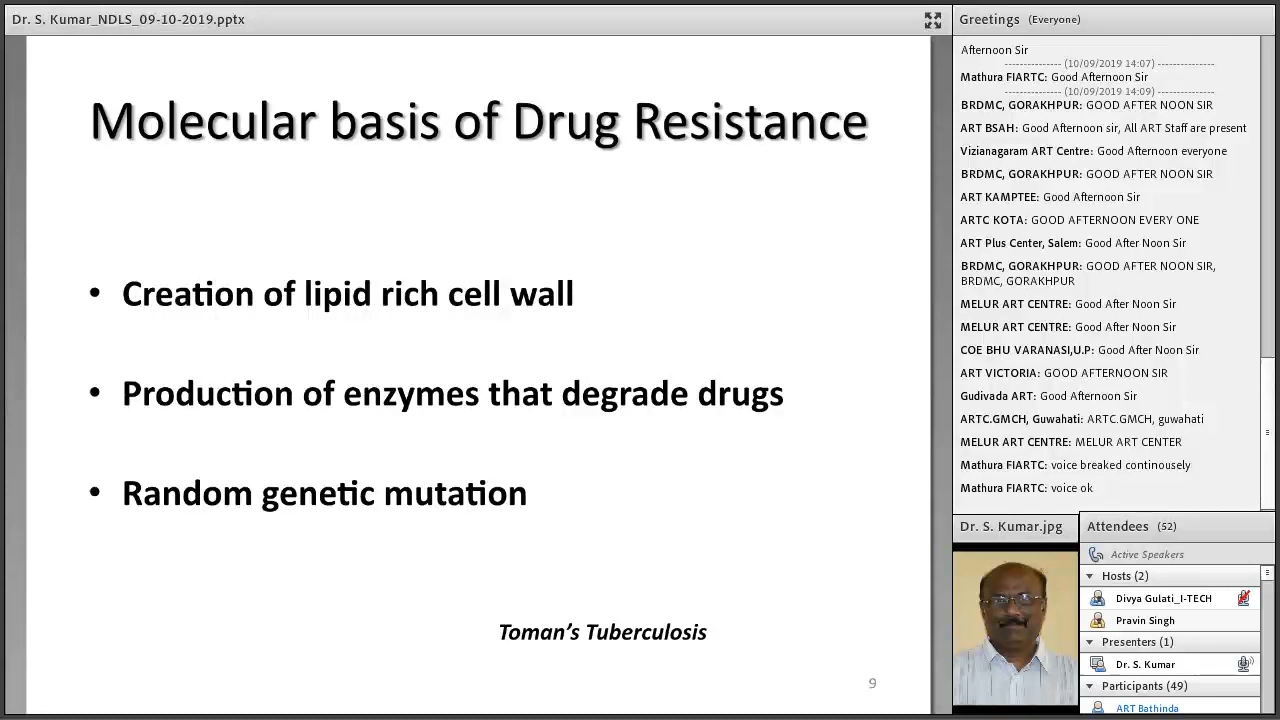 Dr. S. Kumar_NDLS_09-10-2019.pptx
Molecular basis of Drug Resistance
• Creation of lipid rich cell wall
• Production of enzymes that degrade drugs
• Random genetic mutation
Toman's Tuberculosis
9
Greetings (Everyone)
Afternoon Sir
--------------- (10/09/2019 14:07) ---------------
Mathura FIARTC: Good Afternoon Sir
--------------- (10/09/2019 14:09) ---------------
BRDMC, GORAKHPUR: GOOD AFTER NOON SIR
ART BSAH: Good Afternoon sir, All ART Staff are present
Vizianagaram ART Centre: Good Afternoon everyone
BRDMC, GORAKHPUR: GOOD AFTER NOON SIR
ART KAMPTEE: Good Afternoon Sir
ARTC KOTA: GOOD AFTERNOON EVERY ONE
ART Plus Center, Salem: Good After Noon Sir
BRDMC, GORAKHPUR: GOOD AFTER NOON SIR,
BRDMC, GORAKHPUR
MELUR ART CENTRE: Good After Noon Sir
MELUR ART CENTRE: Good After Noon Sir
COE BHU VARANASI,U.P: Good After Noon Sir
ART VICTORIA: GOOD AFTERNOON SIR
Gudivada ART: Good Afternoon Sir
ARTC.GMCH, Guwahati: ARTC.GMCH, guwahati
MELUR ART CENTRE: MELUR ART CENTER
Mathura FIARTC: voice breaked continousely
Mathura FIARTC: voice ok
Dr. S. Kumar.jpg
Attendees (52)
Active Speakers
Hosts (2)
Divya Gulati_I-TECH
Pravin Singh
Presenters (1)
Dr. S. Kumar
Participants (49)
ART Bathinda